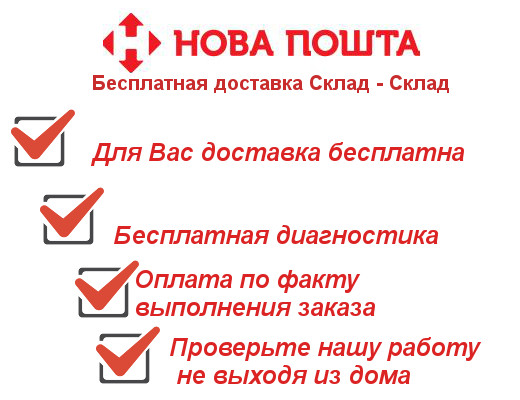 НОВА ПОШТА
Бесплатная доставка Склад - Склад
Для Вас доставка бесплатна
Бесплатная диагностика
Оплата по факту
выполнения заказа
Проверьте нашу работу
не выходя из дома